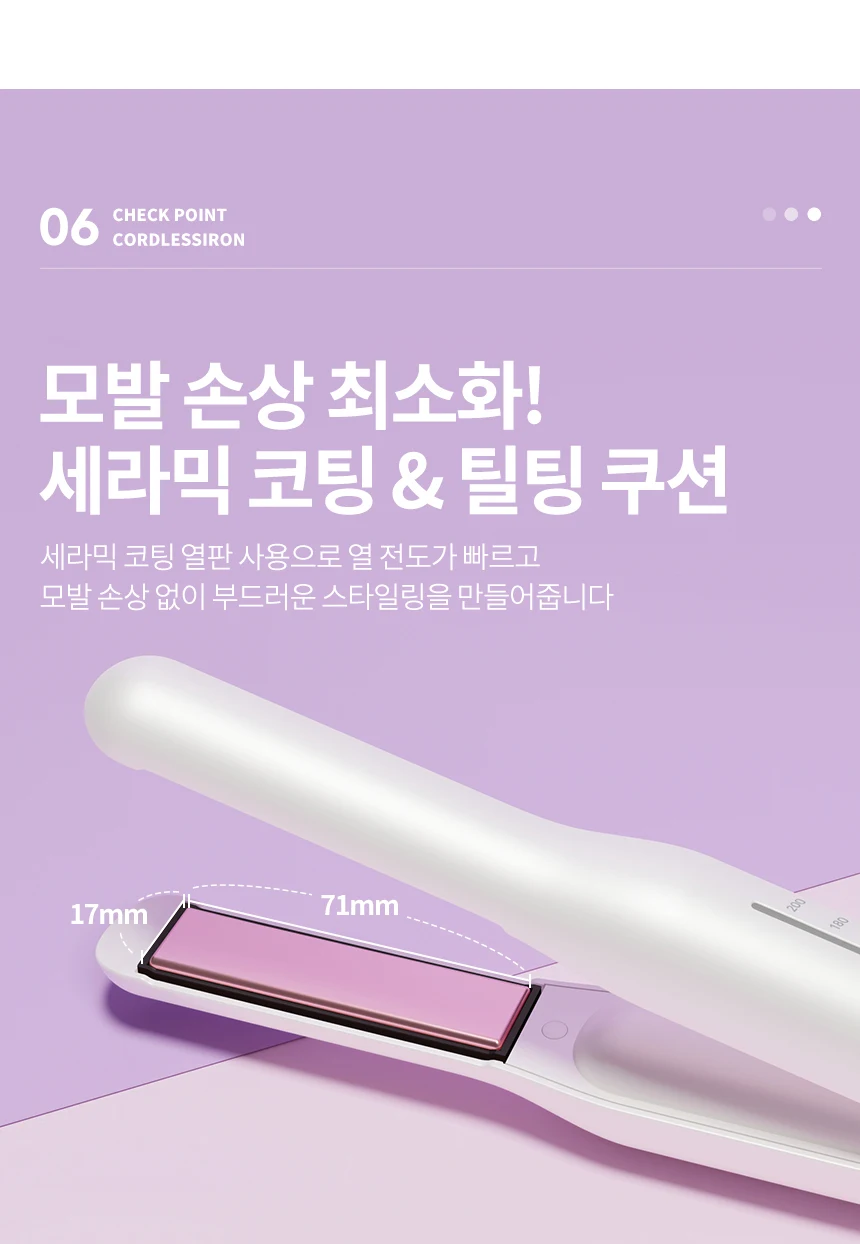 06
CHECK POINT
CORDLESSIRON
모발 손상 최소화!
세라믹 코팅 & 틸팅 쿠션
세라믹 코팅 열판 사용으로 열 전도가 빠르고
모발 손상 없이 부드러운 스타일링을 만들어줍니다
17mm
71mm
200
180